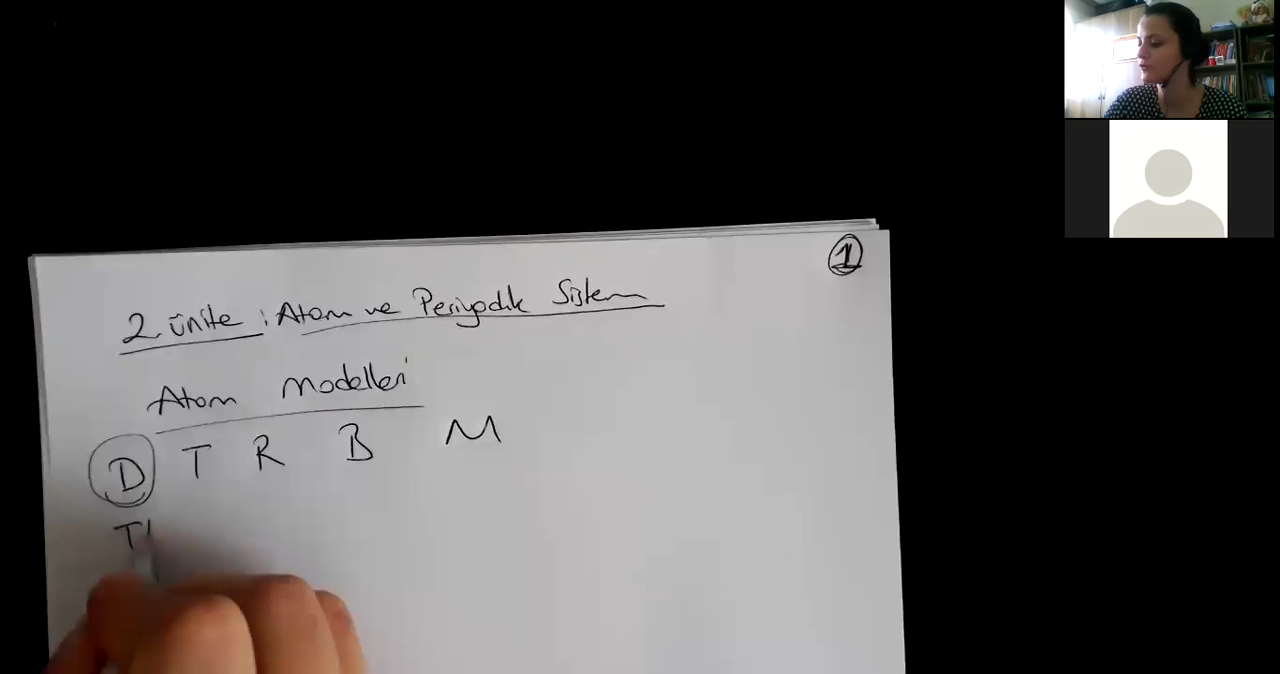 1
2 ünite : Atom ve Periyodik Sistem
Atom Modelleri
D T R B M
T